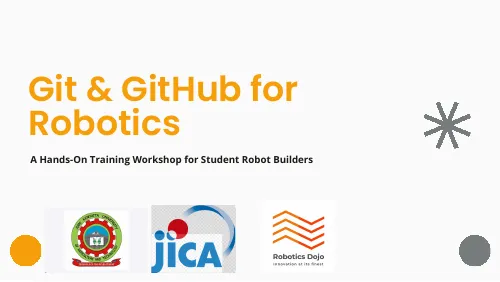 Git & GitHub for
Robotics
A Hands-On Training Workshop for Student Robot Builders
jICA
Robotics Dojo
innovation at its finest